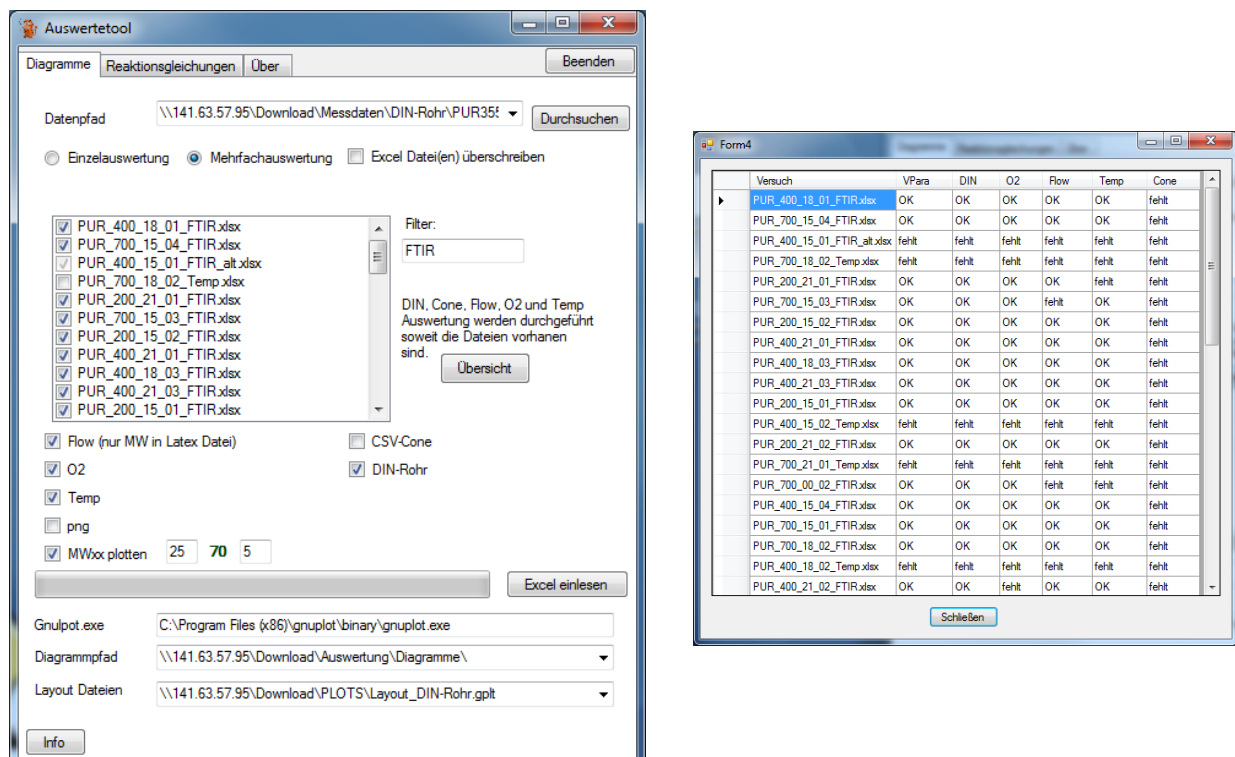 Auswertetool
Diagramme Reaktionsgleichungen Über Beenden
Datenpfad \\141.63.57.95\Download\Messdaten\DIN-Rohr\PUR355 Durchsuchen
Einzelauswertung Mehrfachauswertung Excel Datei(en) überschreiben
PUR_400_18_01_FTIR.xlsx
PUR_700_15_04_FTIR.xlsx
PUR_400_15_01_FTIR_alt.xlsx
PUR_700_18_02_Temp.xlsx
PUR_200_21_01_FTIR.xlsx
PUR_700_15_03_FTIR.xlsx
PUR_200_15_02_FTIR.xlsx
PUR_400_21_01_FTIR.xlsx
PUR_400_18_03_FTIR.xlsx
PUR_400_21_03_FTIR.xlsx
PUR_200_15_01_FTIR.xlsx
Filter:
FTIR
DIN, Cone, Flow, O2 und Temp
Auswertung werden durchgeführt
soweit die Dateien vorhanen
sind.
Übersicht
Flow (nur MW in Latex Datei) CSV-Cone
O2 DIN-Rohr
Temp
png
MWxx plotten 25 70 5
Excel einlesen
Gnulpot.exe C:\Program Files (x86)\gnuplot\binary\gnuplot.exe
Diagrammpfad \\141.63.57.95\Download\Auswertung\Diagramme\
Layout Dateien \\141.63.57.95\Download\PLOTS\Layout_DIN-Rohr.gplt
Info
Form4
Versuch VPara DIN O2 Flow Temp Cone
PUR_400_18_01_FTIR.xlsx OK OK OK OK OK fehlt
PUR_700_15_04_FTIR.xlsx OK OK OK OK OK fehlt
PUR_400_15_01_FTIR_alt.xlsx fehlt fehlt fehlt fehlt fehlt fehlt
PUR_700_18_02_Temp.xlsx fehlt fehlt fehlt fehlt fehlt fehlt
PUR_200_21_01_FTIR.xlsx OK OK OK OK fehlt fehlt
PUR_700_15_03_FTIR.xlsx OK OK OK fehlt OK fehlt
PUR_200_15_02_FTIR.xlsx OK OK OK OK OK fehlt
PUR_400_21_01_FTIR.xlsx OK OK OK OK OK fehlt
PUR_400_18_03_FTIR.xlsx OK OK OK OK OK fehlt
PUR_400_21_03_FTIR.xlsx OK OK OK OK OK fehlt
PUR_200_15_01_FTIR.xlsx OK OK OK OK OK fehlt
PUR_400_15_02_Temp.xlsx fehlt fehlt fehlt fehlt fehlt fehlt
PUR_200_21_02_FTIR.xlsx OK OK OK OK OK fehlt
PUR_700_21_01_Temp.xlsx fehlt fehlt fehlt fehlt fehlt fehlt
PUR_700_00_02_FTIR.xlsx OK OK OK fehlt fehlt fehlt
PUR_400_15_04_FTIR.xlsx OK OK OK OK OK fehlt
PUR_700_15_01_FTIR.xlsx OK OK OK OK OK fehlt
PUR_700_18_02_FTIR.xlsx OK OK OK OK OK fehlt
PUR_400_18_02_Temp.xlsx fehlt fehlt fehlt fehlt fehlt fehlt
PUR_400_21_02_FTIR.xlsx OK OK fehlt OK OK fehlt
Schließen